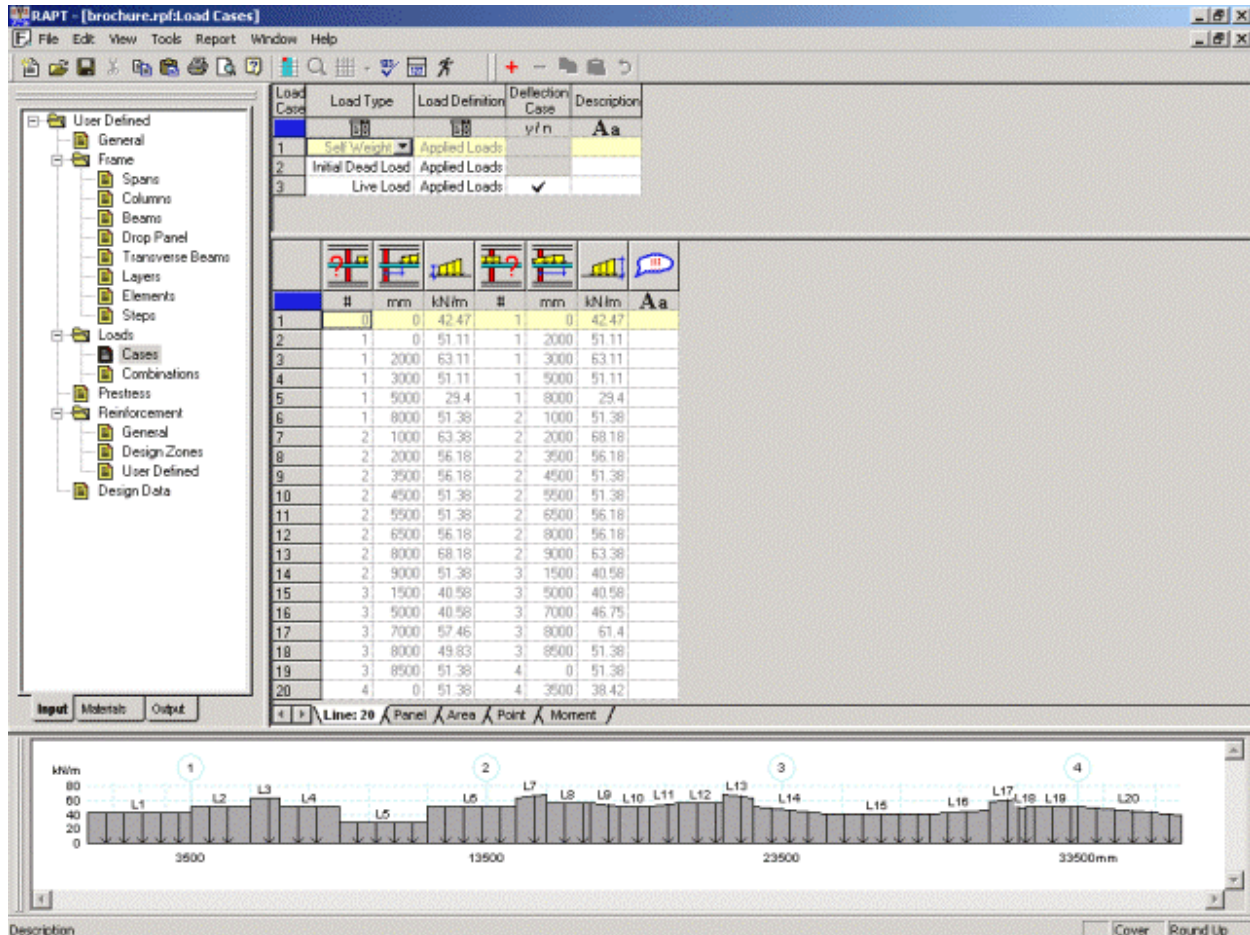 RAPT - [brochure.rpf:Load Cases]
File Edit View Tools Report Window Help
User Defined
General
Frame
Spans
Columns
Beams
Drop Panel
Transverse Beams
Layers
Elements
Steps
Loads
Cases
Combinations
Prestress
Reinforcement
General
Design Zones
User Defined
Design Data
Input Materials Output
Load Case Load Type Load Definition Deflection Case Description
y/n Aa
1 Self Weight Applied Loads
2 Initial Dead Load Applied Loads
3 Live Load Applied Loads
# mm kN/m # mm kN/m Aa
1 0 0 42.47 1 0 42.47
2 1 0 51.11 1 2000 51.11
3 1 2000 63.11 1 3000 63.11
4 1 3000 51.11 1 5000 51.11
5 1 5000 29.4 1 8000 29.4
6 1 8000 51.38 2 1000 51.38
7 2 1000 63.38 2 2000 68.18
8 2 2000 56.18 2 3500 56.18
9 2 3500 56.18 2 4500 51.38
10 2 4500 51.38 2 5500 51.38
11 2 5500 51.38 2 6500 56.18
12 2 6500 56.18 2 8000 56.18
13 2 8000 68.18 2 9000 63.38
14 2 9000 51.38 3 1500 40.58
15 3 1500 40.58 3 5000 40.58
16 3 5000 40.58 3 7000 46.75
17 3 7000 57.46 3 8000 61.4
18 3 8000 49.83 3 8500 51.38
19 3 8500 51.38 4 0 51.38
20 4 0 51.38 4 3500 38.42
Line: 20 Panel Area Point Moment
kN/m
1 2 3 4
80
60
40
20
0
L1 L2 L3 L4 L5 L6 L7 L8 L9 L10 L11 L12 L13 L14 L15 L16 L17 L18 L19 L20
3500 13500 23500 33500mm
Description Cover Round Up